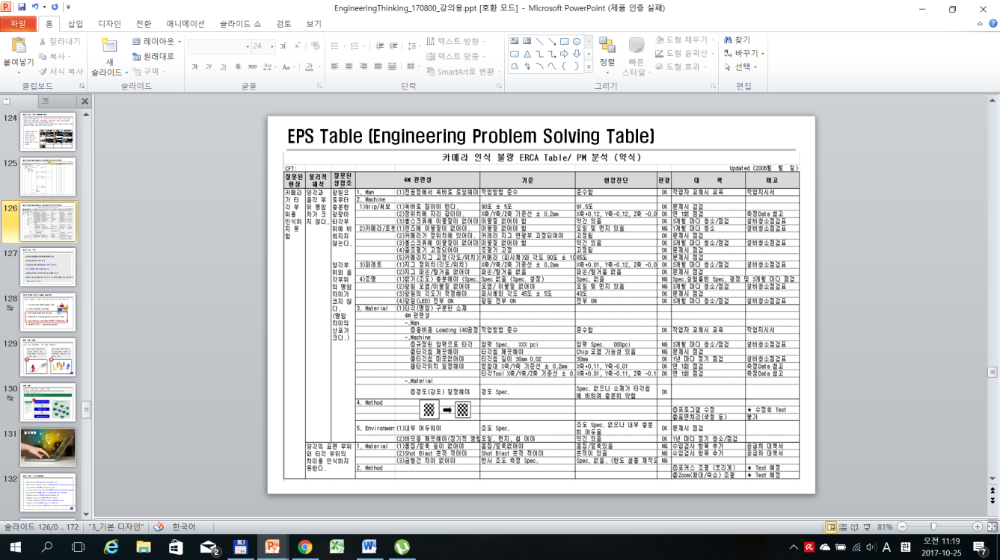 EngineeringThinking_170800_강의용.ppt [호환 모드] - Microsoft PowerPoint (제품 인증 실패)
파일 홈 삽입 디자인 전환 애니메이션 슬라이드 쇼 검토 보기
잘라내기 레이아웃 24 텍스트 방향 도형 채우기 찾기
붙여넣기 복사 새 슬라이드 원래대로 텍스트 맞춤 정렬 빠른 스타일 도형 윤곽선 바꾸기
서식 복사 구역 가 가 가 가 Aa 가 SmartArt로 변환 도형 효과 선택
클립보드 슬라이드 글꼴 단락 그리기 편집
124
125
126
127
128
129
130
131
132
EPS Table (Engineering Problem Solving Table)
카메라 인식 불량 ERCA Table/ PM 분석 (약식)
CFT: Updated (2006월 월 일)
잘못된 현상 물리적 해석 잘못된 성립조 4M 관련성 기준 현장진단 판결 대 책 비고
카메라가 타각 부위를 인식하지 못함
양각과 음각 부위 명암차가 크지 않다.
광원으로부터 충분한 광량이 타각부위에 비춰지지 않는다.
1. Man (1)전공정에서 똑바로 로딩해야 작업방법 준수 준수함 OK 작업자 교체시 교육 작업지시서
2. Machine
1)Grip/써보 (1)똑바로 잡아야 한다. 90도 ± 5도 91.5도 OK 문제시 점검
(2)정위치에 자리 잡아야. X축/Y축/Z축 기준선 ± 0.2mm X축+0.12, Y축-0.12, Z축 -0.0 OK 연 1회 점검 측정Data 참고
(3)볼스크류에 이물질이 없어야 이물질 없어야 함 약간 있음 OK 3개월 마다 청소/점검 설비청소점검표
2)카메라/로봇 (1)렌즈에 이물질이 없어야. 이물질 없어야 함 오일 및 먼지 있음 NG 1개월 마다 청소 설비청소점검표
(2)카메라가 정위치에 있어야. 카레라 지그 연결부 고정되여야 고정됨 OK 문제시 점검
(3)볼스크류에 이물질이 없어야 이물질 없어야 함 약간 있음 OK 3개월 마다 청소/점검 설비청소점검표
(4)줌조절기 고정되어야 조절기 고정 고정됨 OK 문제시 점검
(5)카메라지그 고정(각도/위치) 카메라 (피사체)와 각도 90도 ± 10 85도 OK 문제시 점검
양각부위와 음각부위의 명암차이가 크지 않다. (명암 차이의 산포가 크다.)
3)파레트 (1)지그 정위치(각도/위치) X축/Y축/Z축 기준선 ± 0.2mm X축+0.01, Y축-0.12, Z축 -0.0 OK 3개월 마다 청소/점검 설비청소점검표
(2)지그 파손/헐거움 없어야 파손/헐거움 없음 파손/헐거움 없음 OK 문제시 점검
4)조명 (1)밝기(조도) 충분해야 (Spec. Spec 없음 (Spec. 설정) Spec. 없음 NG Spec.실험통한 Spec. 결정 및 3개월 마다 점검
(2)광원 오염/이물질 없어야 오염/ 이물질 없어야 오일 및 먼지 있음 NG 3개월 마다 청소/점검 설비청소점검표
(3)광원의 각도가 적정해야 피사체와 각도 45도 ± 5도 43도 OK 문제시 점검
(4)광원(LED) 전부 ON 광원 전부 ON 전부 ON OK 3개월 마다 청소/점검 설비청소점검표
3. Material (1)타각(명암) 구분된 소재
4M 관련성
-.Man
①올바른 Loading (40공정 작업방법 준수 준수함 OK 작업자 교체시 교육 작업지시서
-.Machine
①규정된 압력으로 타각 압력 Spec. XXX pci 압력 Spec. 000pci NG 3개월 마다 청소/점검 설비청소점검표
②타각침 깨끗해야 타각침 깨끗해야 Chip 오염 가능성 있음 NG 문제시 점검
③타각침 마모없어야 타각침 길이 30mm 0.02 30mm OK 1년 마다 정기 점검 설비청소점검표
④타각위치 일정해야 받침대 X축/Y축 기준선 ± 0.2mm X축+0.11, Y축-0.01 OK 연 1회 점검 측정Data 참고
타각Tool X축/Y축/Z축 기준선 ± 0. X축+0.01, Y축-0.11, Z축 -0.1 OK 연 1회 점검 측정Data 참고
-.Material
①경도(강도) 일정해야 경도 Spec. Spec. 없으나 소재가 타각침에 비하여 충분히 약함 OK
4. Method
①프로그램 수정 ★ 수정후 Test
②표면처리(색칠 등) 불가
5. Environmen (1)내부 어두워야 조도 Spec. 조도 Spec. 없으나 내부 충분히 어두움 OK 문제시 점검
(2)바닥등 깨끗해야(장기적 영향 오일, 먼지, 칩 어야 약간 있음 OK 1년 마다 정기 청소/점검
양각의 표면 부위와 타각 부위의 차이를 인식하지 못한다.
1. Material (1)흠집/얼룩 등이 없어야 흠집/얼룩없어야 흠집/얼룩있음 NG 수입검사 항목 추가 공급처 대책서
(2)Shot Blast 흔적 적어야 Shot Blast 흔적 적어야 흔적이 있음 NG 수입검사 항목 추가 공급처 대책서
(3)금형간 차이 없어야 반사 조도 측정 Spec. Spec. 없음. (한도 샘플 제작요 NG
2. Method ①포커스 조절 (흐리게) ★ Test 예정
②Zoom(확대/축소) 조절 ★ Test 예정
슬라이드 126/0 .. 172 "3_기본 디자인" 한국어 81%
오전 11:19
A 한 2017-10-25 7
2